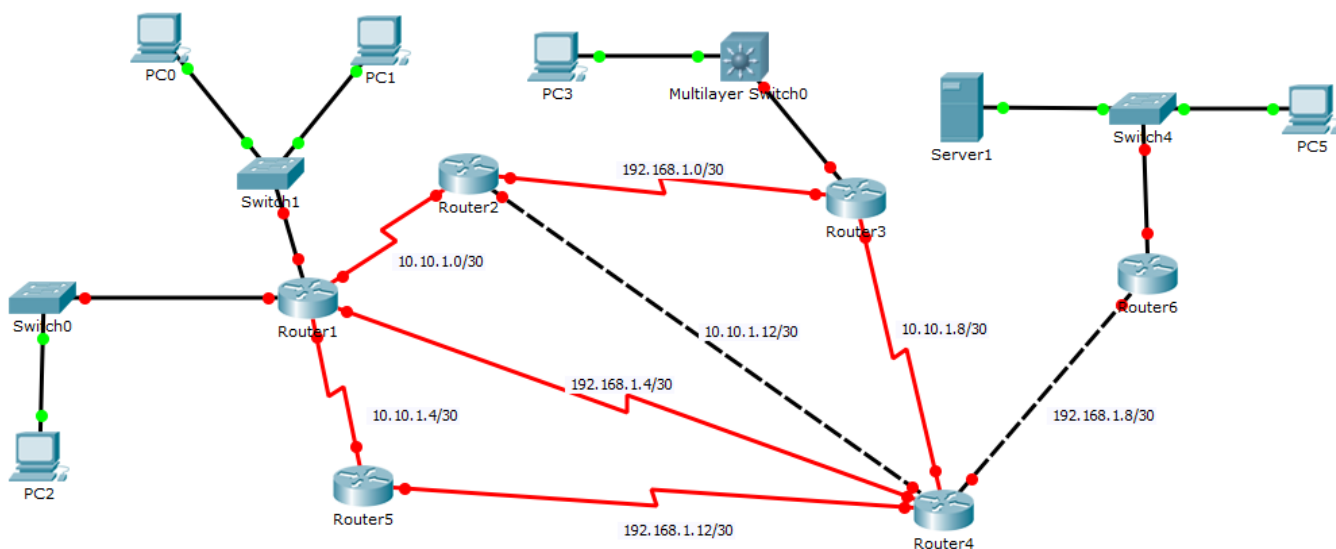 PC0
PC1
PC3
Multilayer Switch0
Server1
Switch4
PC5
Switch1
Router2
192.168.1.0/30
Router3
10.10.1.0/30
Switch0
Router1
Router6
10.10.1.12/30
10.10.1.8/30
192.168.1.4/30
10.10.1.4/30
192.168.1.8/30
PC2
Router5
192.168.1.12/30
Router4